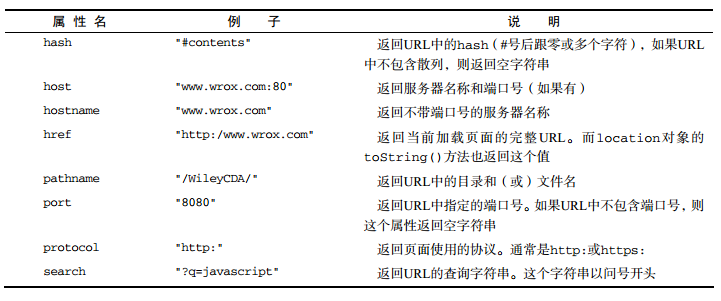 属 性 名 例 子 说 明
hash "#contents" 返回URL中的hash（#号后跟零或多个字符），如果URL
中不包含散列，则返回空字符串
host "www.wrox.com:80" 返回服务器名称和端口号（如果有）
hostname "www.wrox.com" 返回不带端口号的服务器名称
href "http:/www.wrox.com" 返回当前加载页面的完整URL。而location对象的
toString()方法也返回这个值
pathname "/WileyCDA/" 返回URL中的目录和（或）文件名
port "8080" 返回URL中指定的端口号。如果URL中不包含端口号，则
这个属性返回空字符串
protocol "http:" 返回页面使用的协议。通常是http:或https:
search "?q=javascript" 返回URL的查询字符串。这个字符串以问号开头